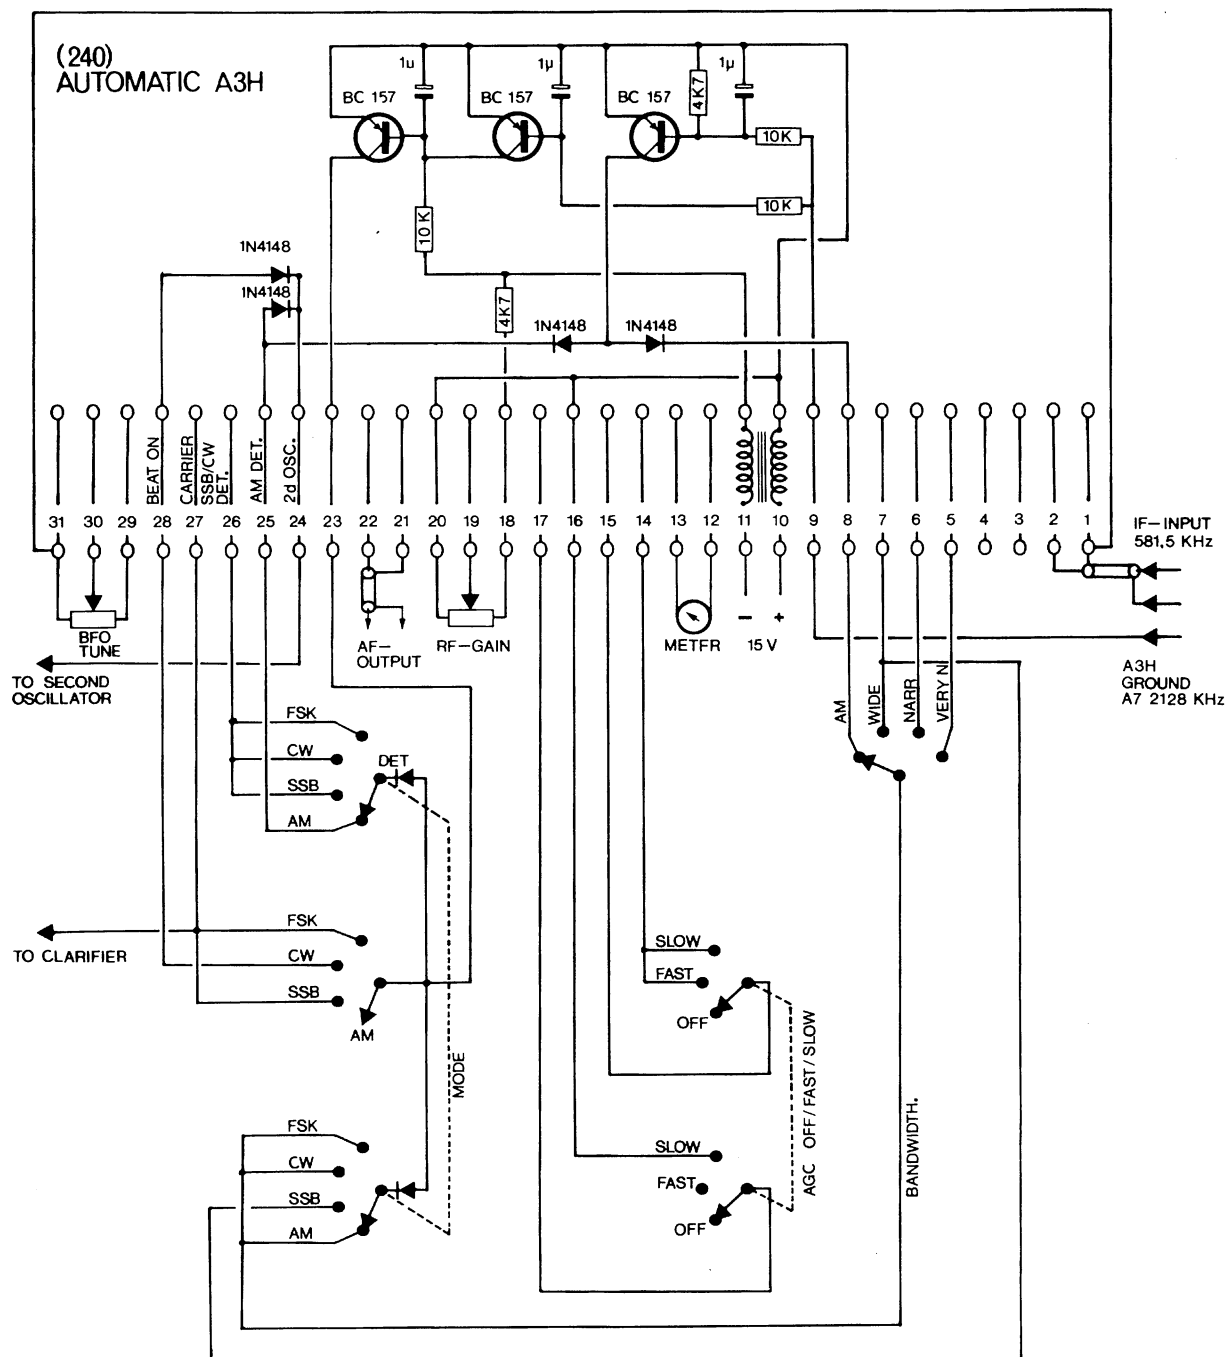 (240)
AUTOMATIC A3H
1u
1µ
1µ
BC 157
BC 157
BC 157
4K7
10K
10K
10K
1N4148
1N4148
4K7
1N4148
1N4148
BEAT ON
CARRIER
SSB/CW
DET.
AM DET.
2d OSC.
31 30 29 28 27 26 25 24 23 22 21 20 19 18 17 16 15 14 13 12 11 10 9 8 7 6 5 4 3 2 1
IF-INPUT
581,5 KHz
BFO
TUNE
AF-
OUTPUT
RF-GAIN
METFR
- +
15 V
A3H
GROUND
A7 2128 KHz
TO SECOND
OSCILLATOR
AM
WIDE
NARR
VERY N
FSK
CW
SSB
AM
DET
TO CLARIFIER
FSK
CW
SSB
AM
MODE
SLOW
FAST
OFF
AGC OFF/FAST/SLOW
BANDWIDTH.
FSK
CW
SSB
AM
SLOW
FAST
OFF